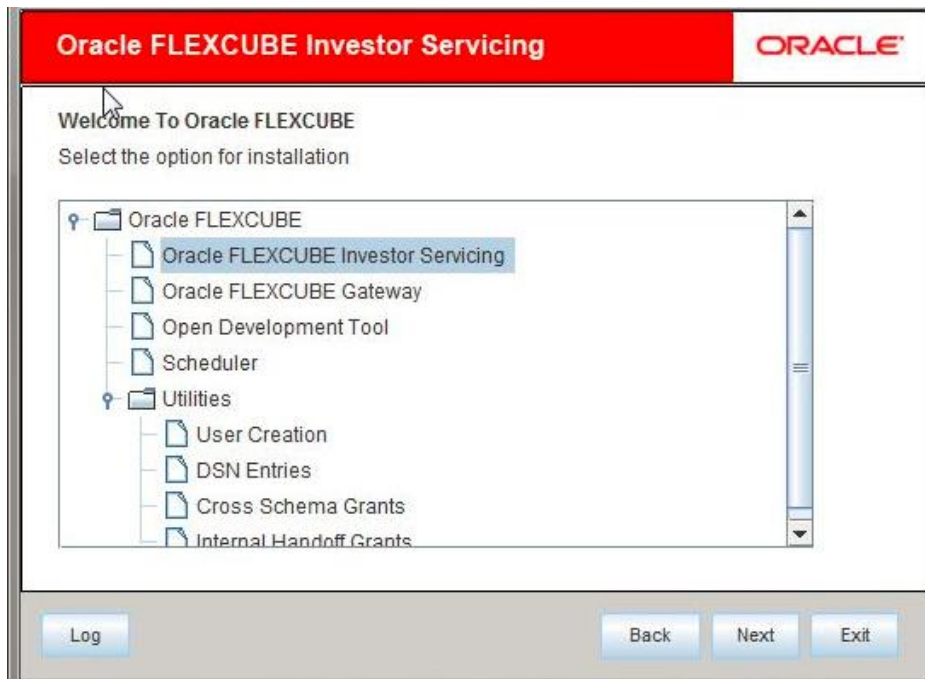 Oracle FLEXCUBE Investor Servicing
ORACLE
Welcome To Oracle FLEXCUBE
Select the option for installation
Oracle FLEXCUBE
Oracle FLEXCUBE Investor Servicing
Oracle FLEXCUBE Gateway
Open Development Tool
Scheduler
Utilities
User Creation
DSN Entries
Cross Schema Grants
Internal Handoff Grants
Log
Back
Next
Exit